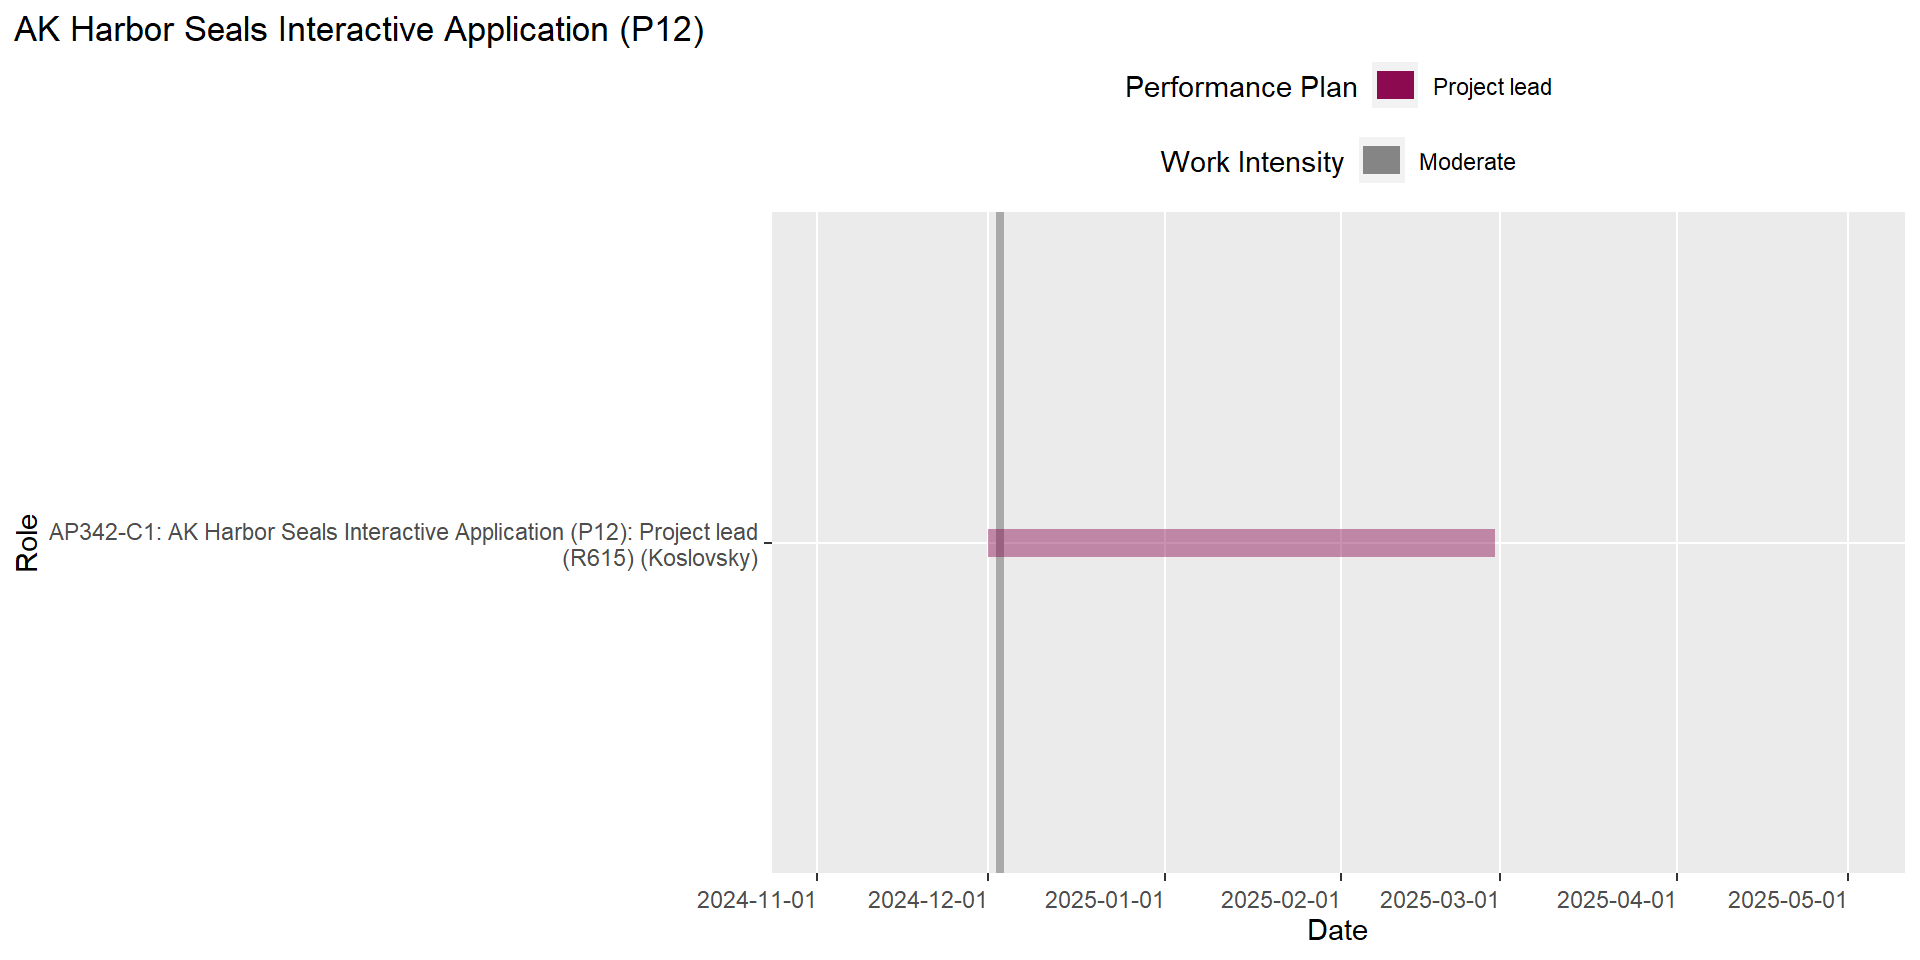 AK Harbor Seals Interactive Application (P12)
Performance Plan
Project lead
Work Intensity
Moderate
Role
AP342-C1: AK Harbor Seals Interactive Application (P12): Project lead
(R615) (Koslovsky)
2024-11-01
2024-12-01
2025-01-01
2025-02-01
2025-03-01
2025-04-01
2025-05-01
Date